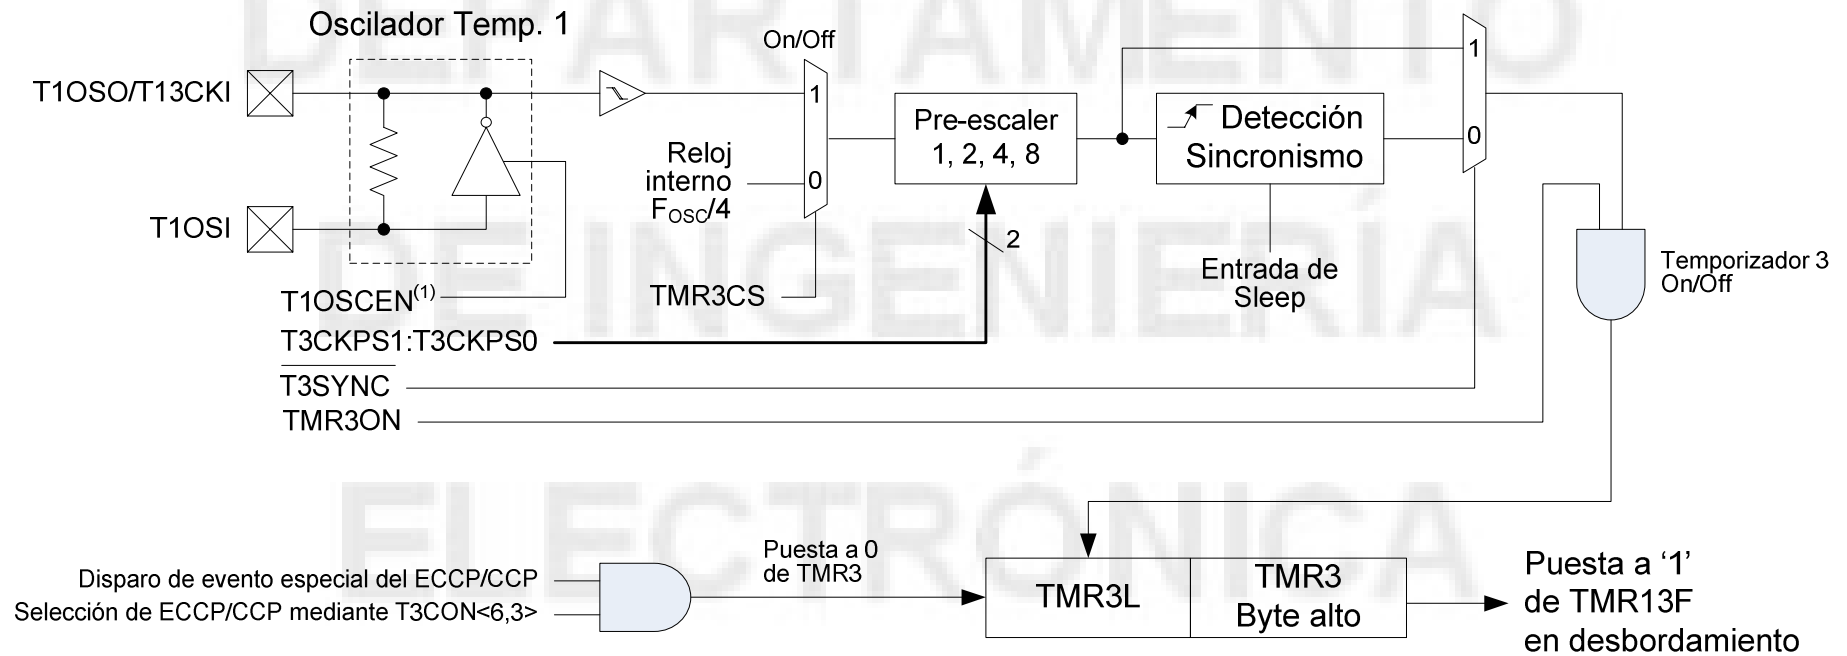 DEPARTAMENTO
DE INGENIERÍA
ELECTRÓNICA
Oscilador Temp. 1
On/Off
T1OSO/T13CKI
1
Pre-escaler
1, 2, 4, 8
Detección
Sincronismo
1
0
Reloj
interno
FOSC/4
0
T1OSI
2
Entrada de
Sleep
Temporizador 3
On/Off
T1OSCEN(1)
TMR3CS
T3CKPS1:T3CKPS0
T3SYNC
TMR3ON
Puesta a 0
de TMR3
Disparo de evento especial del ECCP/CCP
Selección de ECCP/CCP mediante T3CON<6,3>
TMR3L
TMR3
Byte alto
Puesta a ‘1’
de TMR13F
en desbordamiento